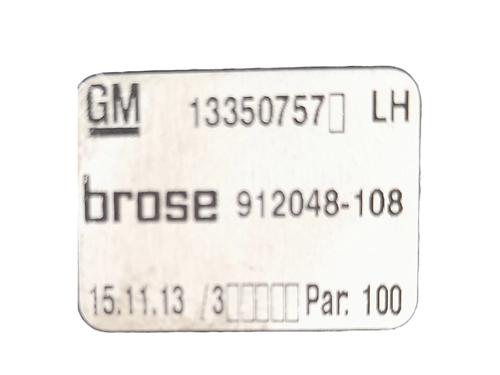 GM 13350757▯ LH
brose 912048-108
15.11.13 /3▯▯▯▯▯ Par. 100